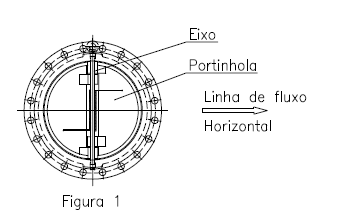 Eixo
Portinhola
Linha de fluxo
Horizontal
Figura 1